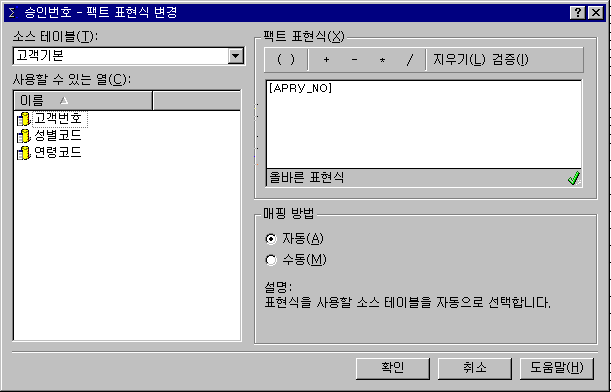 Σ 승인번호 - 팩트 표현식 변경
소스 테이블(T):
고객기본
사용할 수 있는 열(C):
이름
고객번호
성별코드
연령코드
팩트 표현식(X)
( ) + - * / 지우기(L) 검증(I)
[APRV_NO]
올바른 표현식
매핑 방법
자동(A)
수동(M)
설명:
표현식을 사용할 소스 테이블을 자동으로 선택합니다.
확인 취소 도움말(H)